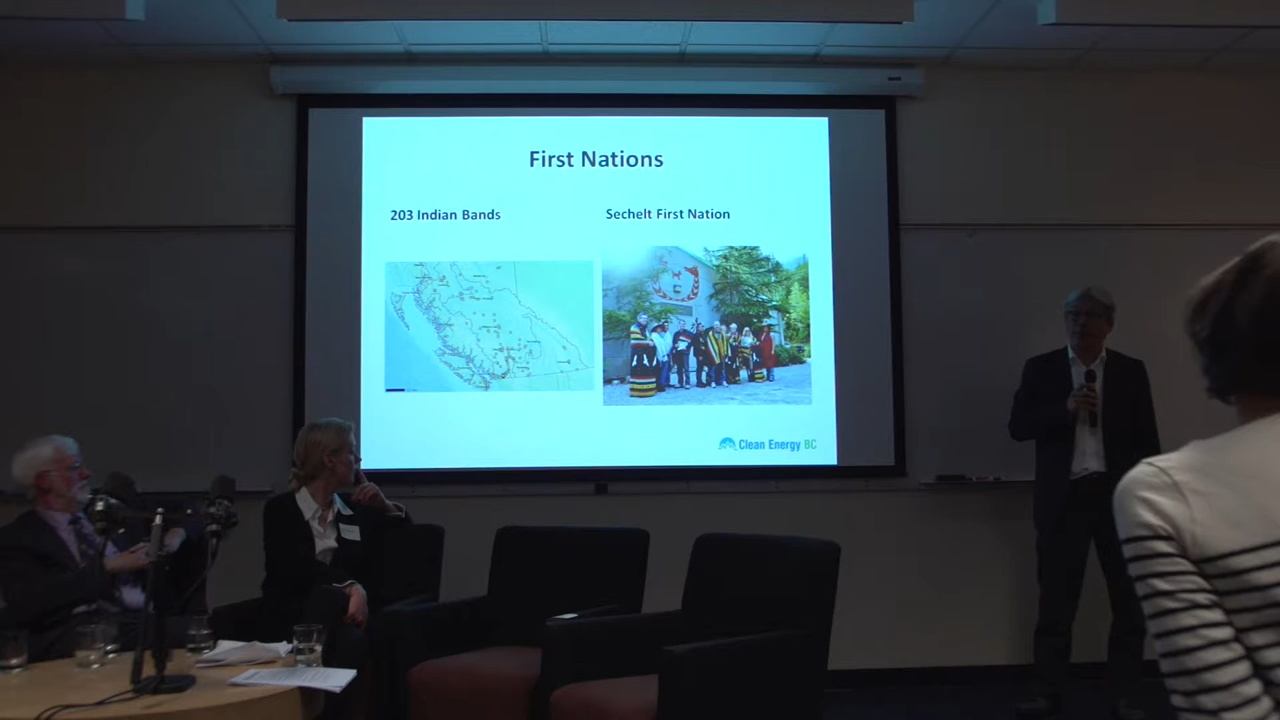 First Nations
203 Indian Bands
Sechelt First Nation
Clean Energy BC